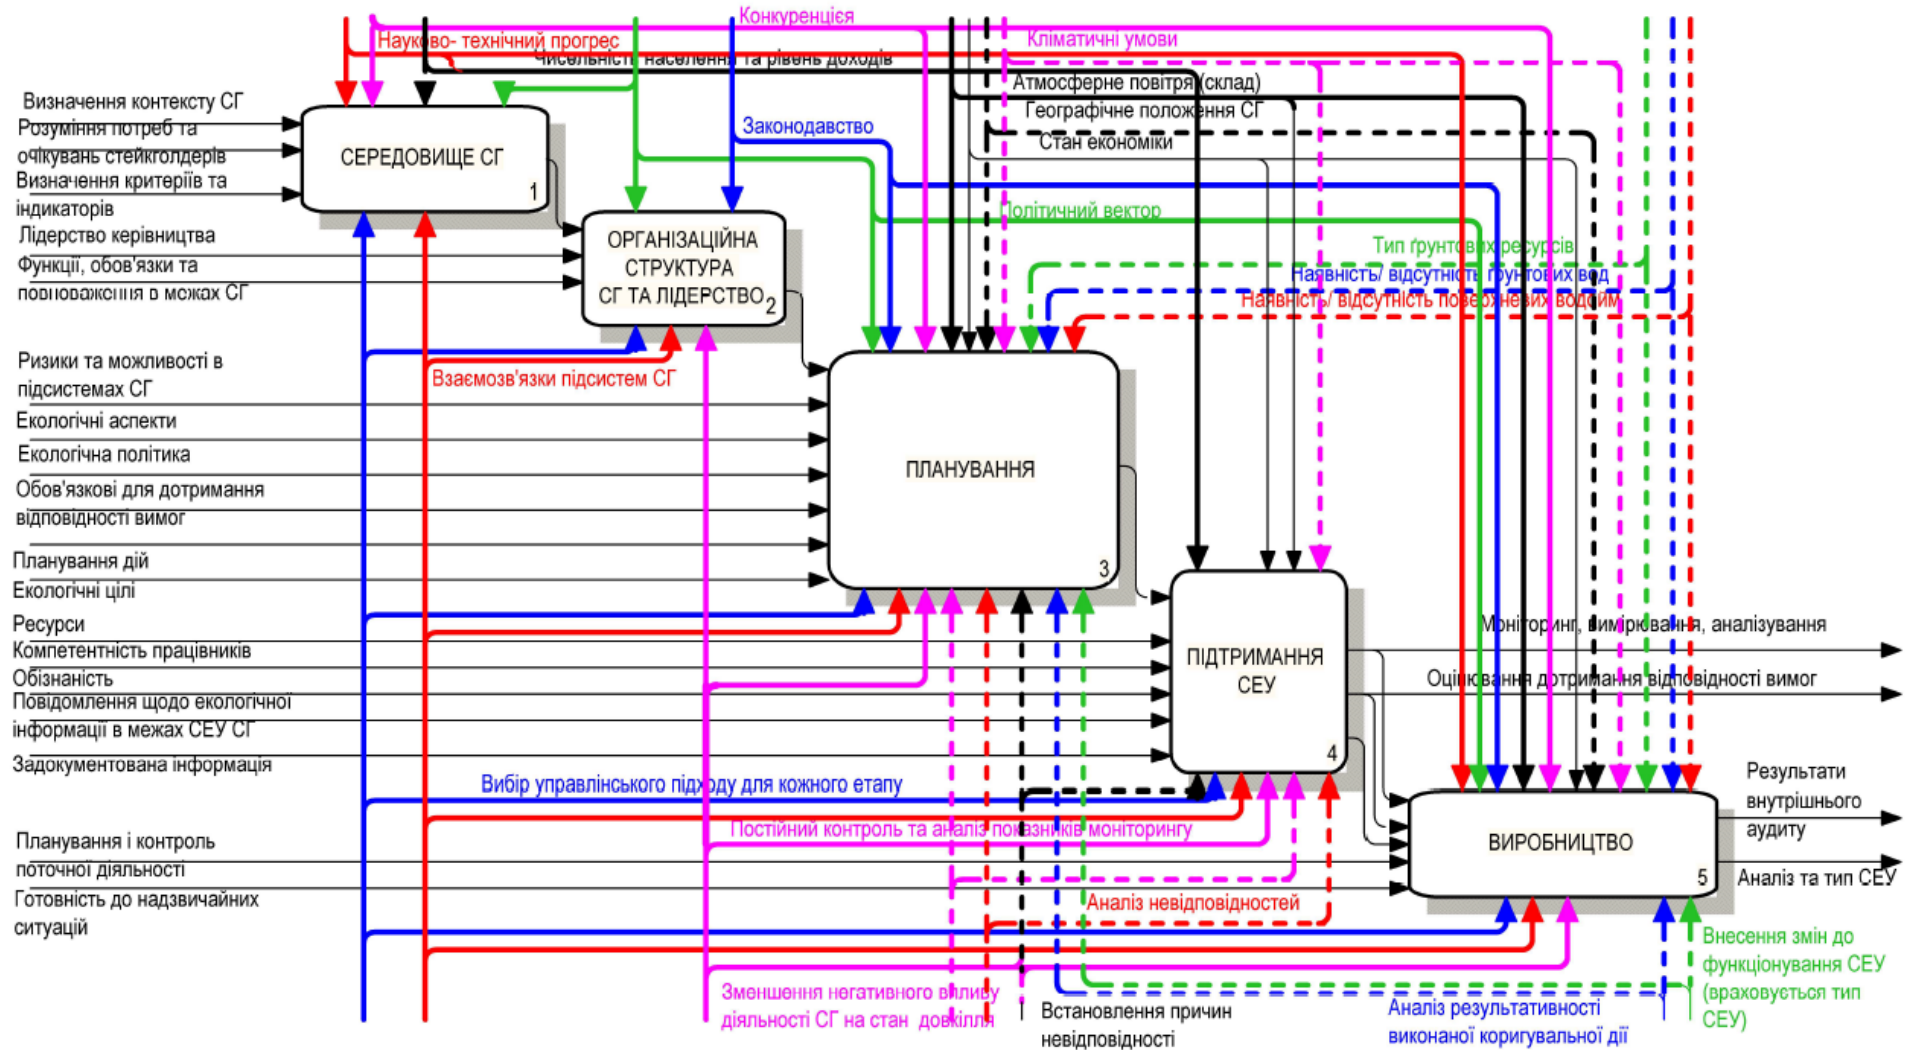 Конкуренцієя
Науково- технічний прогрес
Чисельність населення та рівень доходів
Кліматичні умови
Атмосферне повітря (склад)
Географічне положення СГ
Стан економіки
Законодавство
Політичний вектор
Тип ґрунтових ресурсів
Наявність/ відсутність ґрунтових вод
Наявність/ відсутність поверхневих водойм
Визначення контексту СГ
Розуміння потреб та
очікувань стейкголдерів
Визначення критеріїв та
індикаторів
Лідерство керівництва
Функції, обов'язки та
повноваження в межах СГ
Ризики та можливості в
підсистемах СГ
Екологічні аспекти
Екологічна політика
Обов'язкові для дотримання
відповідності вимог
Планування дій
Екологічні цілі
Ресурси
Компетентність працівників
Обізнаність
Повідомлення щодо екологічної
інформації в межах СЕУ СГ
Задокументована інформація
Планування і контроль
поточної діяльності
Готовність до надзвичайних
ситуацій
СЕРЕДОВИЩЕ СГ
1
ОРГАНІЗАЦІЙНА
СТРУКТУРА
СГ ТА ЛІДЕРСТВО
2
Взаємозв'язки підсистем СГ
ПЛАНУВАННЯ
3
ПІДТРИМАННЯ
СЕУ
4
ВИРОБНИЦТВО
5
Моніторинг, вимірювання, аналізування
Оцінювання дотримання відповідності вимог
Результати
внутрішнього
аудиту
Аналіз та тип СЕУ
Вибір управлінського підходу для кожного етапу
Постійний контроль та аналіз показників моніторингу
Аналіз невідповідностей
Зменшення негативного впливу
діяльності СГ на стан довкілля
Встановлення причин
невідповідності
Аналіз результативності
виконаної коригувальної дії
Внесення змін до
функціонування СЕУ
(враховується тип
СЕУ)